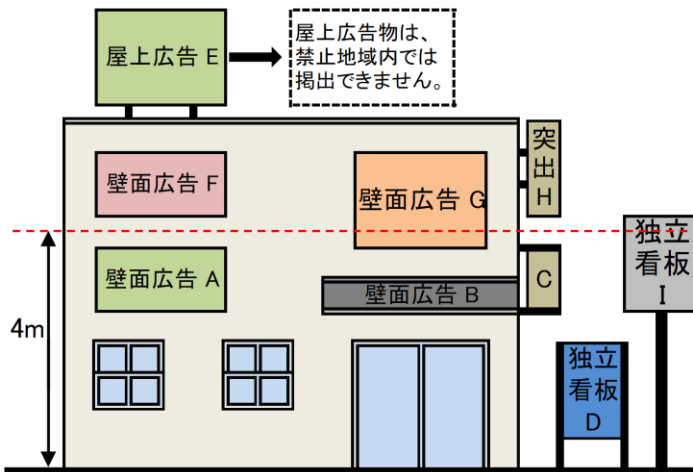 屋上広告 E
屋上広告物は、
禁止地域内では
掲出できません。
壁面広告 F
壁面広告 G
突
出
H
独立
看板
I
壁面広告 A
壁面広告 B
C
4m
独立
看板
D